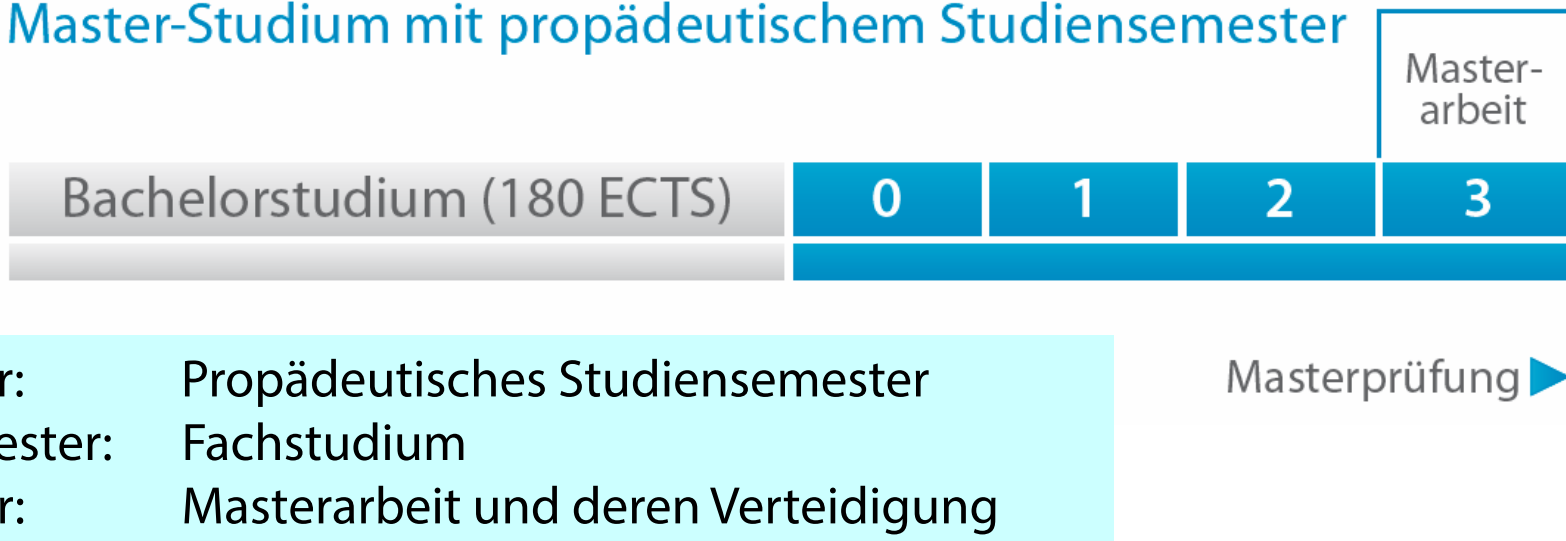 Master-Studium mit propädeutischem Studiensemester
Master-
arbeit
Bachelorstudium (180 ECTS) 0 1 2 3
Masterprüfung
r: Propädeutisches Studiensemester
ester: Fachstudium
r: Masterarbeit und deren Verteidigung